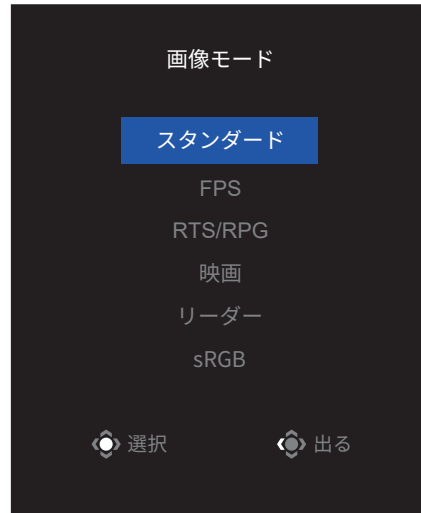 画像モード
スタンダード
FPS
RTS/RPG
映画
リーダー
sRGB
選択 出る